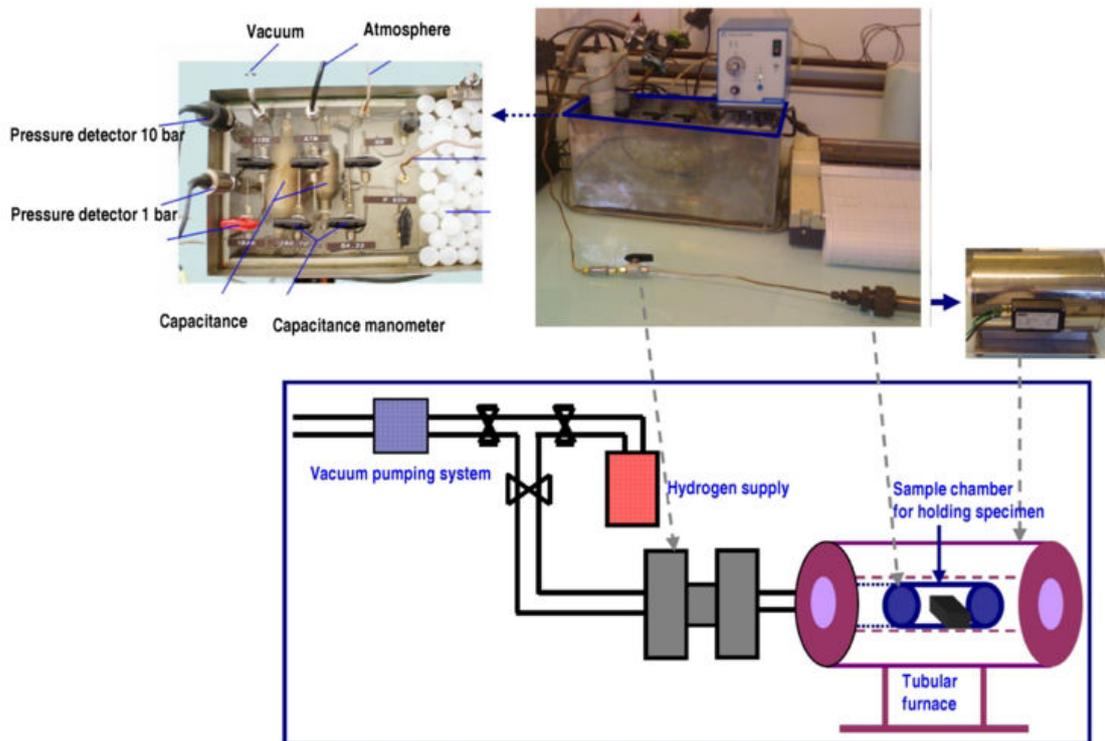 Vacuum
Atmosphere
Pressure detector 10 bar
Pressure detector 1 bar
Capacitance
Capacitance manometer
Vacuum pumping system
Hydrogen supply
Sample chamber
for holding specimen
Tubular
furnace